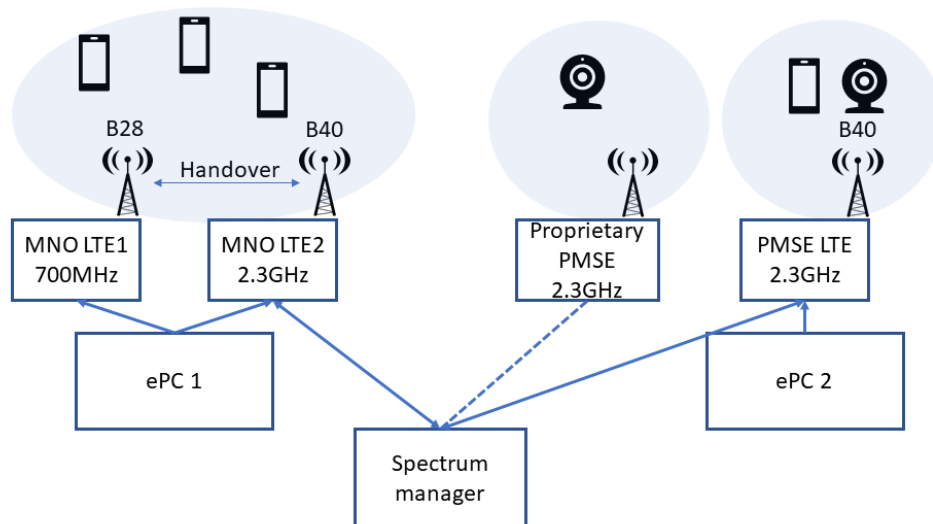 B28
B40
B40
Handover
MNO LTE1
700MHz
MNO LTE2
2.3GHz
Proprietary
PMSE
2.3GHz
PMSE LTE
2.3GHz
ePC 1
ePC 2
Spectrum
manager